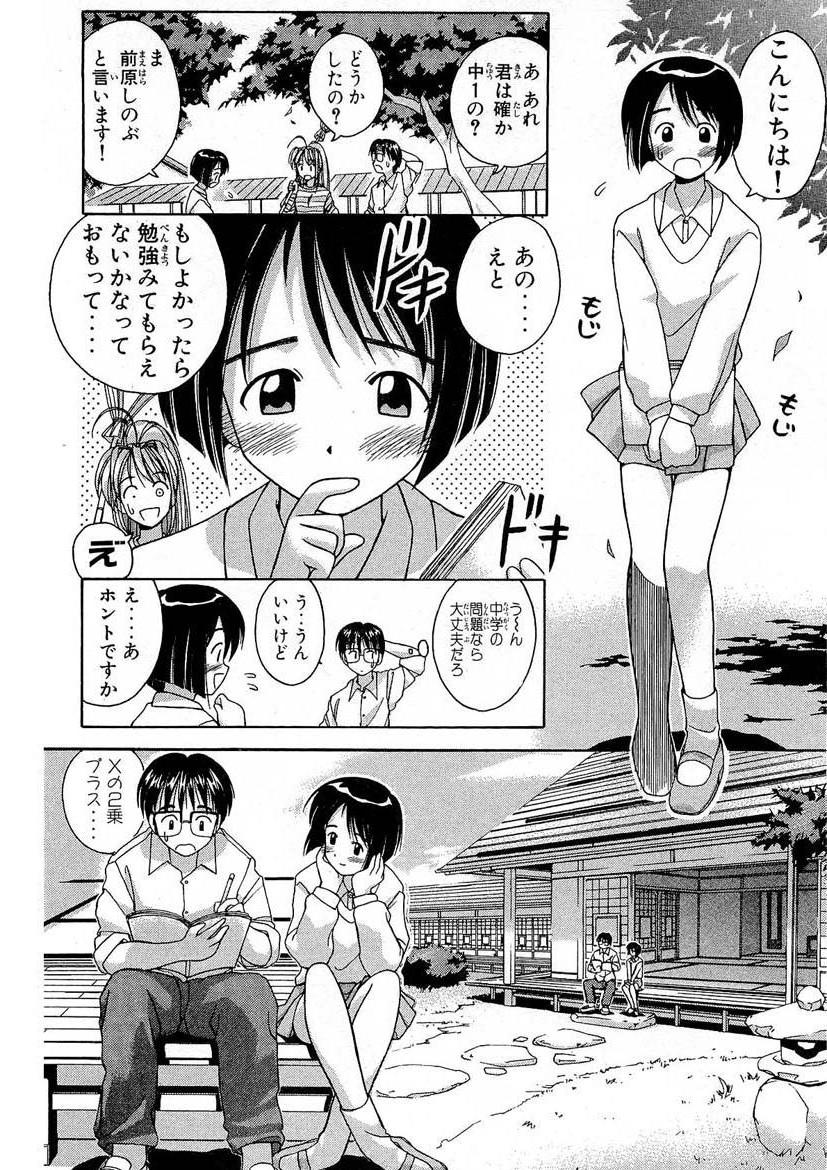 こんにちは!
もじ
もじ
あ あれ
君は確か
中1の?
どうか
したの?
ま
前原しのぶ
と言います!
あの‥‥
えと
ドキ
もしよかったら
勉強みてもらえ
ないかなって
おもって‥‥
え゛
ドキ
う〜ん
中学の
問題なら
大丈夫だろ
う‥‥うん
いいけど
え‥‥あ
ホントですか
Xの2乗
プラス‥‥